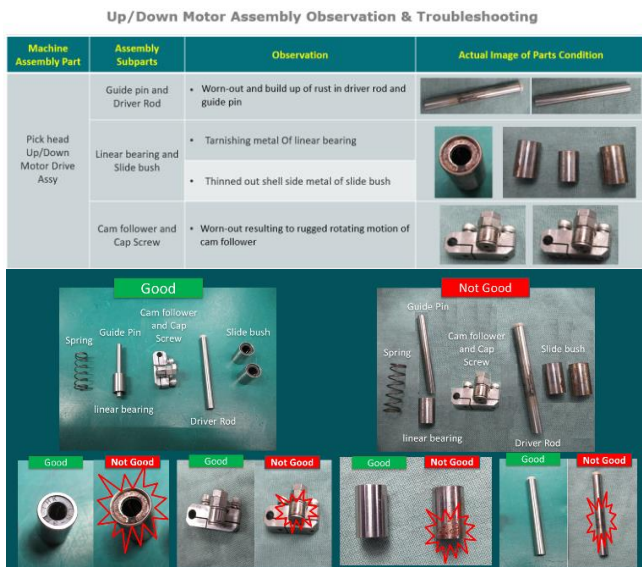 Up/Down Motor Assembly Observation & Troubleshooting
Machine
Assembly Part
Assembly
Subparts
Observation
Actual Image of Parts Condition
Pick head
Up/Down
Motor Drive
Assy
Guide pin and
Driver Rod
• Worn-out and build up of rust in driver rod and
guide pin
Linear bearing and
Slide bush
• Tarnishing metal Of linear bearing
• Thinned out shell side metal of slide bush
Cam follower and
Cap Screw
• Worn-out resulting to rugged rotating motion of
cam follower
Good
Spring
Guide Pin
Cam follower
and Cap
Screw
Slide bush
linear bearing
Driver Rod
Not Good
Guide Pin
Spring
Cam follower
and Cap
Screw
Slide bush
linear bearing
Driver Rod
Good
Not Good
Good
Not Good
Good
Not Good
Good
Not Good